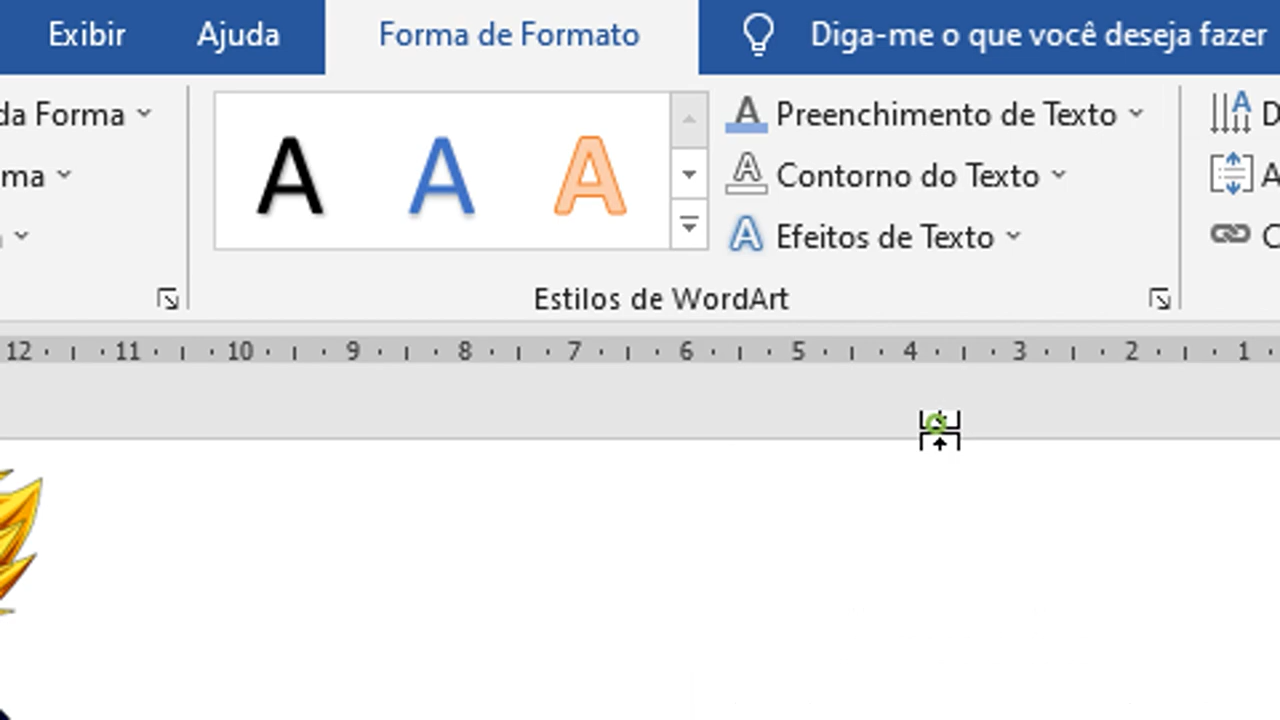 Exibir Ajuda Forma de Formato Diga-me o que você deseja fazer
da Forma
ma
A A A
Preenchimento de Texto
Contorno do Texto
Efeitos de Texto
D
A
C
Estilos de WordArt
12 11 10 9 8 7 6 5 4 3 2 1